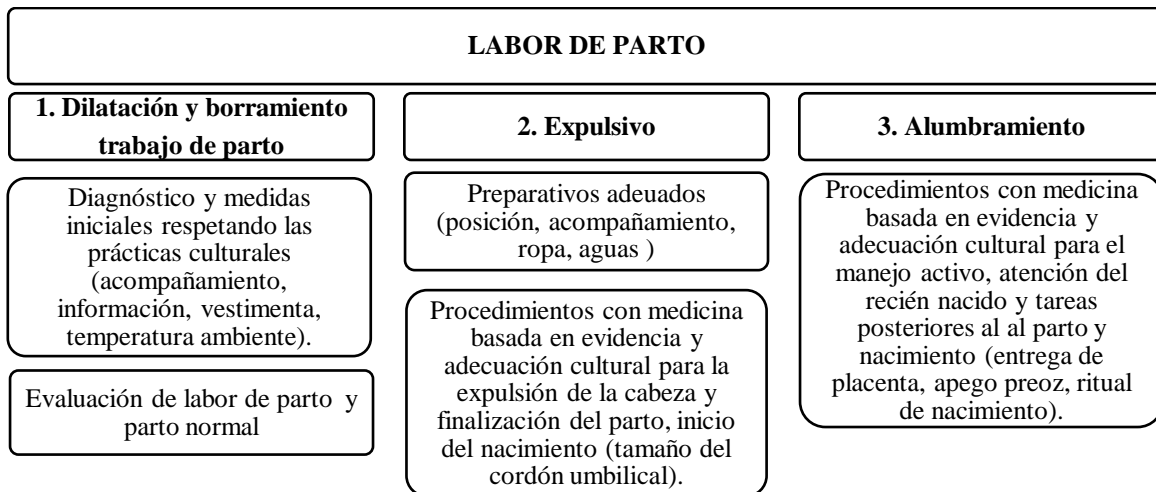 LABOR DE PARTO
1. Dilatación y borramiento
trabajo de parto
Diagnóstico y medidas
iniciales respetando las
prácticas culturales
(acompañamiento,
información, vestimenta,
temperatura ambiente).
Evaluación de labor de parto y
parto normal
2. Expulsivo
Preparativos adeuados
(posición, acompañamiento,
ropa, aguas )
Procedimientos con medicina
basada en evidencia y
adecuación cultural para la
expulsión de la cabeza y
finalización del parto, inicio
del nacimiento (tamaño del
cordón umbilical).
3. Alumbramiento
Procedimientos con medicina
basada en evidencia y
adecuación cultural para el
manejo activo, atención del
recién nacido y tareas
posteriores al al parto y
nacimiento (entrega de
placenta, apego preoz, ritual
de nacimiento).